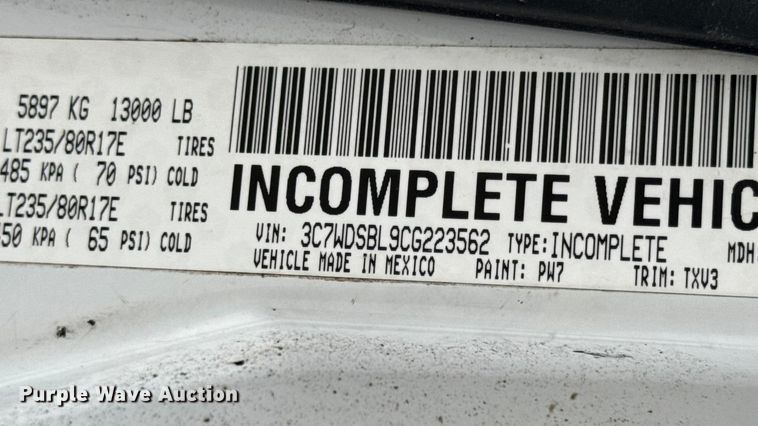 5897 KG 13000 LB
LT235/80R17E TIRES
485 KPA ( 70 PSI) COLD
LT235/80R17E TIRES
450 KPA ( 65 PSI) COLD
INCOMPLETE VEHIC
VIN: 3C7WDSBL9CG223562 TYPE:INCOMPLETE MDH:
VEHICLE MADE IN MEXICO PAINT: PW7 TRIM: TXV3
Purple Wave Auction